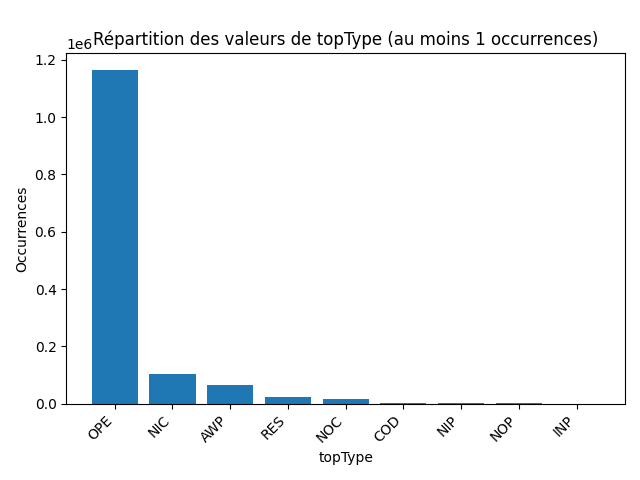 Répartition des valeurs de topType (au moins 1 occurrences)
1e6
1.2
1.0
0.8
0.6
0.4
0.2
0.0
Occurrences
OPE
NIC
AWP
RES
NOC
COD
NIP
NOP
INP
topType